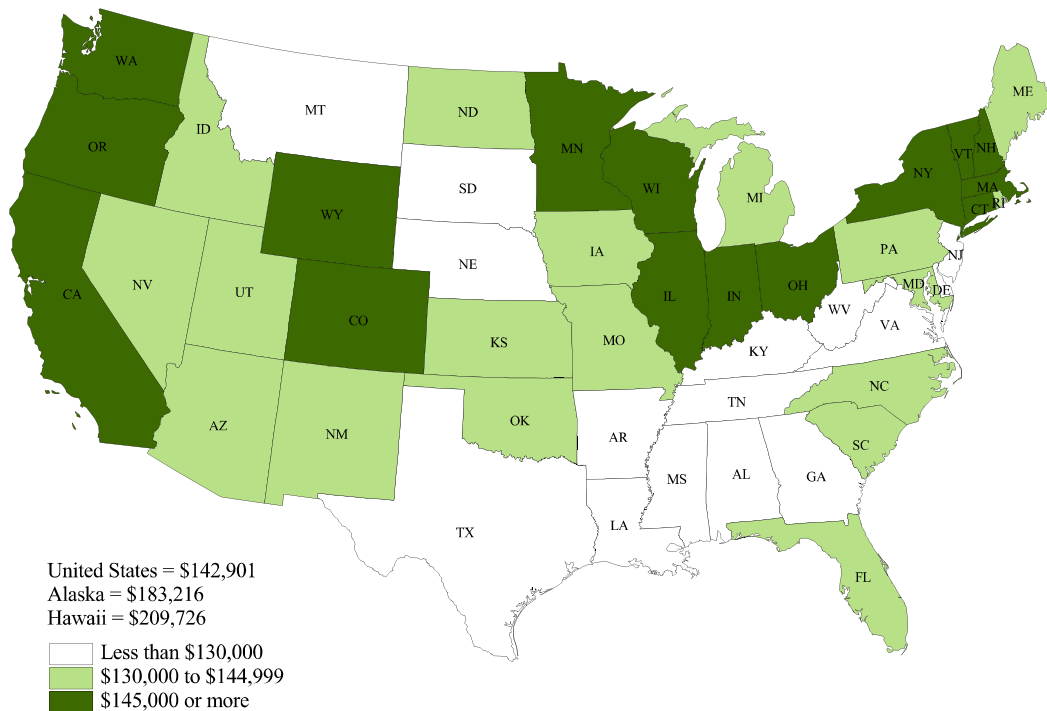 WA
MT
ND
ME
ID
OR
MN
VT
NH
NY
SD
WI
MA
MI
RI
CT
WY
NE
IA
PA
NJ
NV
UT
CO
CA
IL
IN
OH
MD
DE
WV
VA
KS
MO
KY
NC
TN
AZ
NM
OK
AR
SC
MS
AL
GA
TX
LA
FL
United States = $142,901
Alaska = $183,216
Hawaii = $209,726
Less than $130,000
$130,000 to $144,999
$145,000 or more